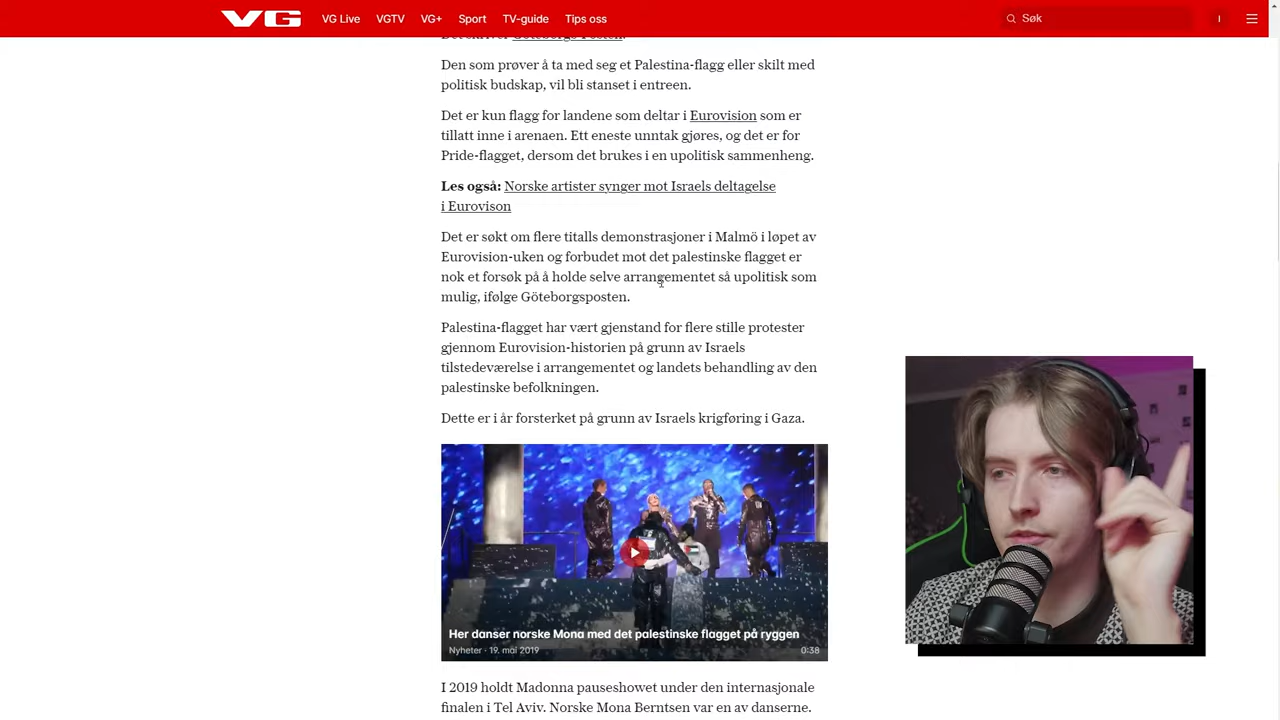 VG VG Live VGTV VG+ Sport TV-guide Tips oss Søk I
Den som prøver å ta med seg et Palestina-flagg eller skilt med
politisk budskap, vil bli stanset i entreen.
Det er kun flagg for landene som deltar i Eurovision som er
tillatt inne i arenaen. Ett eneste unntak gjøres, og det er for
Pride-flagget, dersom det brukes i en upolitisk sammenheng.
Les også: Norske artister synger mot Israels deltagelse
i Eurovison
Det er søkt om flere titalls demonstrasjoner i Malmö i løpet av
Eurovision-uken og forbudet mot det palestinske flagget er
nok et forsøk på å holde selve arrangementet så upolitisk som
mulig, ifølge Göteborgsposten.
Palestina-flagget har vært gjenstand for flere stille protester
gjennom Eurovision-historien på grunn av Israels
tilstedeværelse i arrangementet og landets behandling av den
palestinske befolkningen.
Dette er i år forsterket på grunn av Israels krigføring i Gaza.
Her danser norske Mona med det palestinske flagget på ryggen
Nyheter · 19. mai 2019 0:38
I 2019 holdt Madonna pauseshowet under den internasjonale
finalen i Tel Aviv. Norske Mona Berntsen var en av danserne.